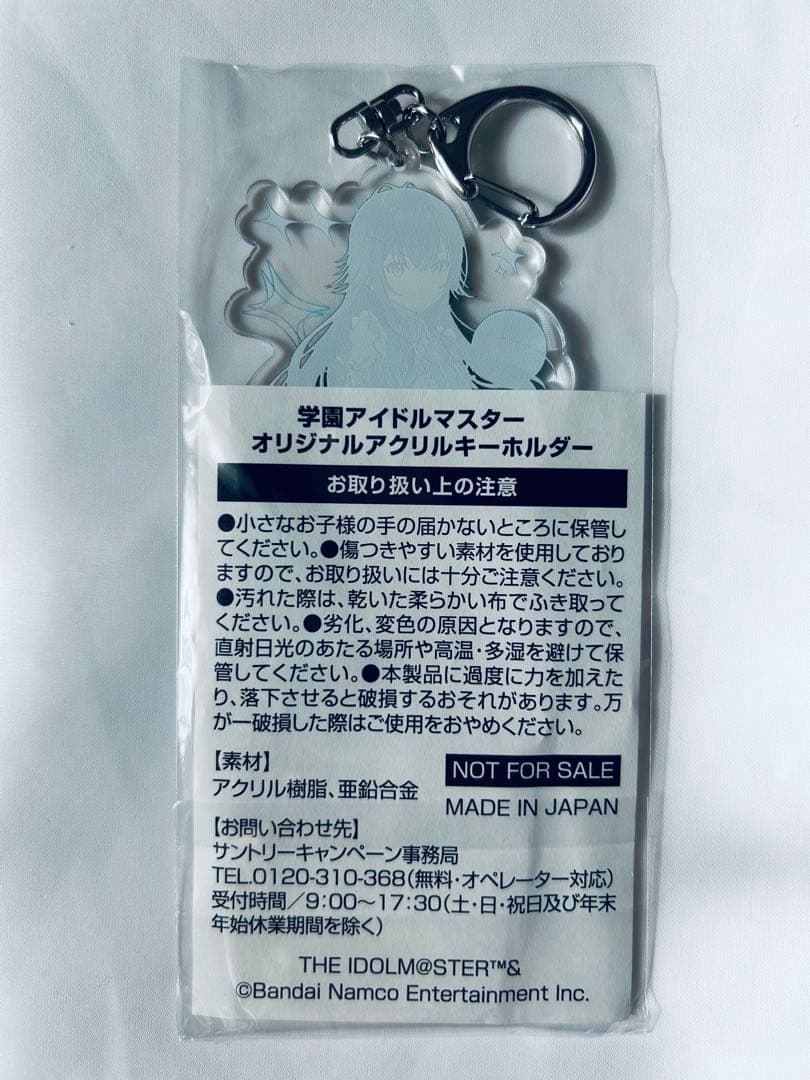 学園アイドルマスター
オリジナルアクリルキーホルダー
お取り扱い上の注意
●小さなお子様の手の届かないところに保管し
てください。●傷つきやすい素材を使用しており
ますので、お取り扱いには十分ご注意ください。
●汚れた際は、乾いた柔らかい布でふき取って
ください。●劣化、変色の原因となりますので、
直射日光のあたる場所や高温・多湿を避けて保
管してください。●本製品に過度に力を加えた
り、落下させると破損するおそれがあります。万
が一破損した際はご使用をおやめください。
【素材】
アクリル樹脂、亜鉛合金
NOT FOR SALE
MADE IN JAPAN
【お問い合わせ先】
サントリーキャンペーン事務局
TEL.0120-310-368(無料・オペレーター対応)
受付時間/9:00〜17:30(土・日・祝日及び年末
年始休業期間を除く)
THE IDOLM@STER™&
©Bandai Namco Entertainment Inc.